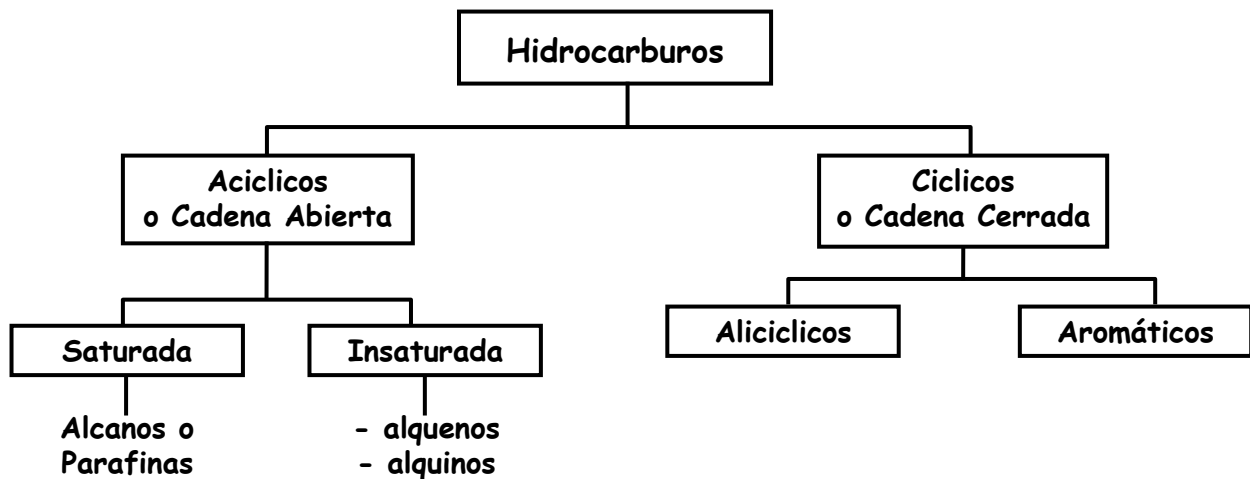 Hidrocarburos
Aciclicos
o Cadena Abierta
Ciclicos
o Cadena Cerrada
Saturada
Insaturada
Aliciclicos
Aromáticos
Alcanos o
Parafinas
- alquenos
- alquinos